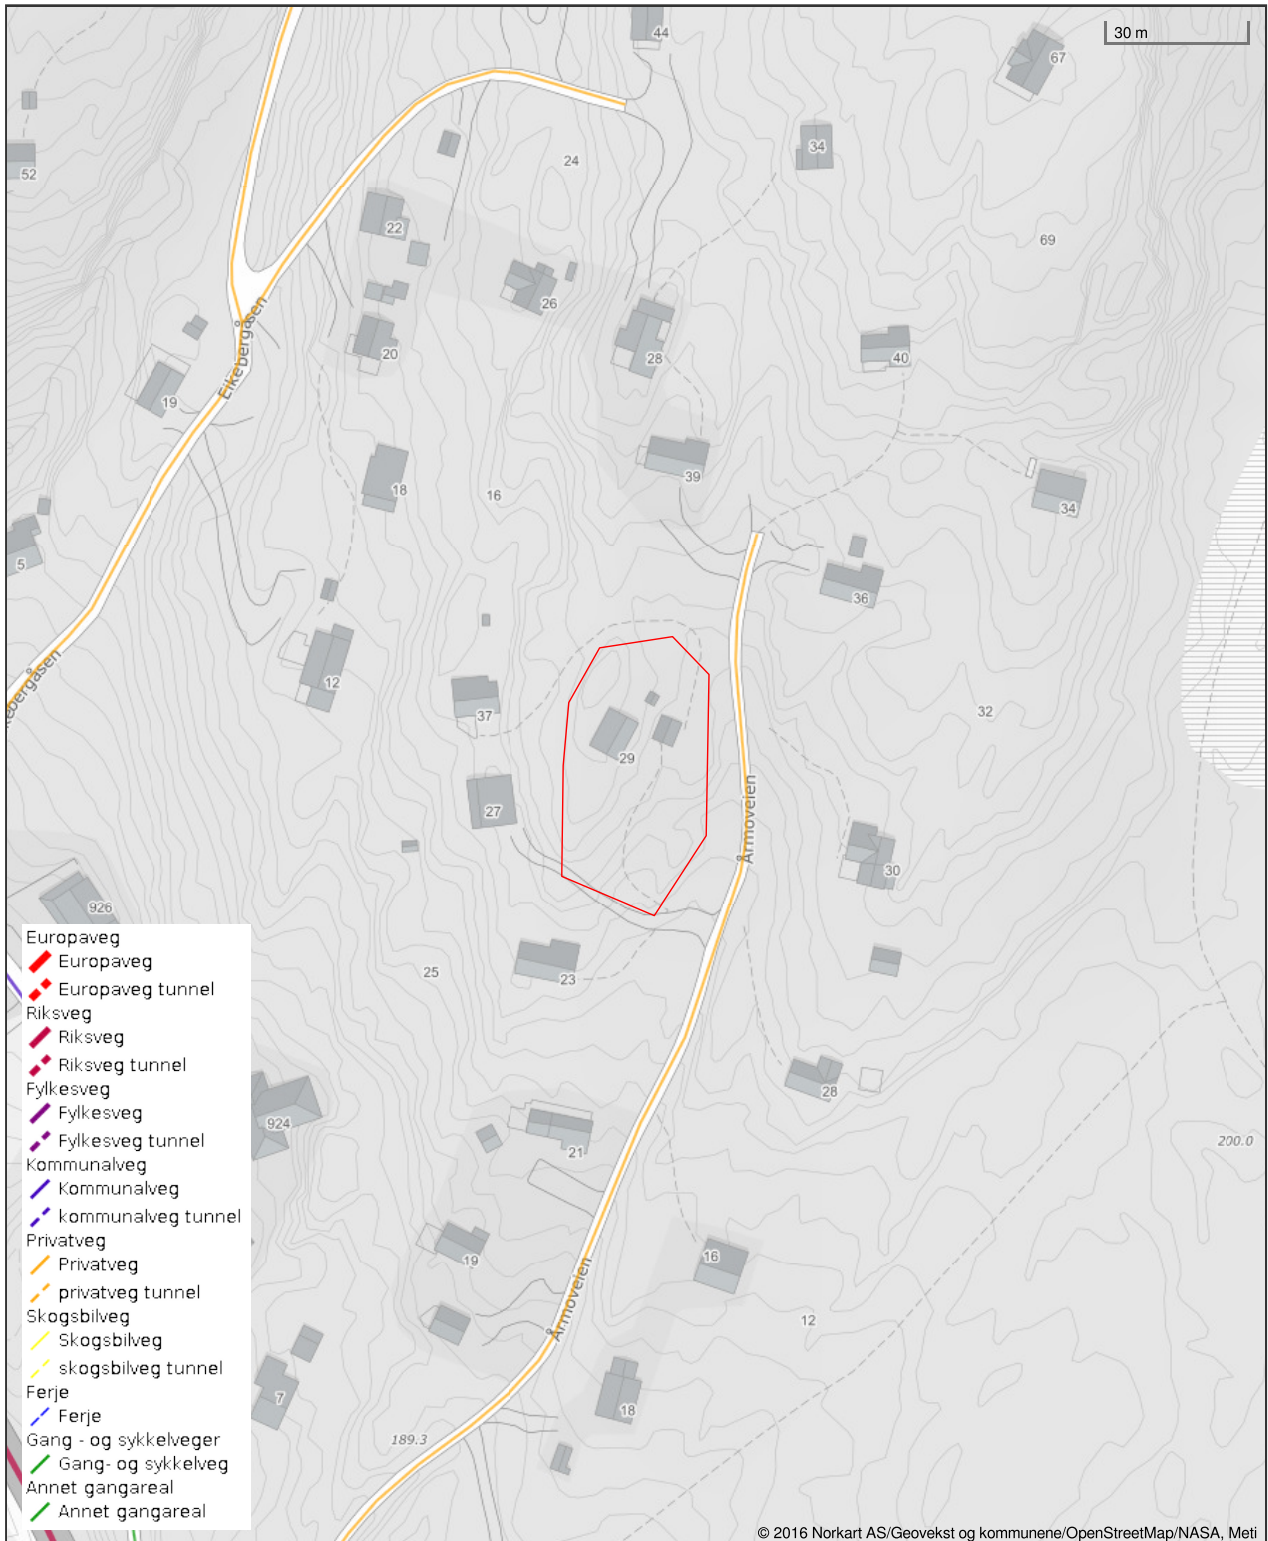 44
30 m
67
34
24
52
22
69
26
Eikebergåsen
20
28
40
19
18
39
16
34
5
36
kebergåsen
12
37
32
29
27
Årmoveien
30
926
23
25
28
924
21
200.0
19
16
Årmoveien
12
7
18
189.3
Europaveg
Europaveg
Europaveg tunnel
Riksveg
Riksveg
Riksveg tunnel
Fylkesveg
Fylkesveg
Fylkesveg tunnel
Kommunalveg
Kommunalveg
kommunalveg tunnel
Privatveg
Privatveg
privatveg tunnel
Skogsbilveg
Skogsbilveg
skogsbilveg tunnel
Ferje
Ferje
Gang - og sykkelveger
Gang- og sykkelveg
Annet gangareal
Annet gangareal
© 2016 Norkart AS/Geovekst og kommunene/OpenStreetMap/NASA, Meti